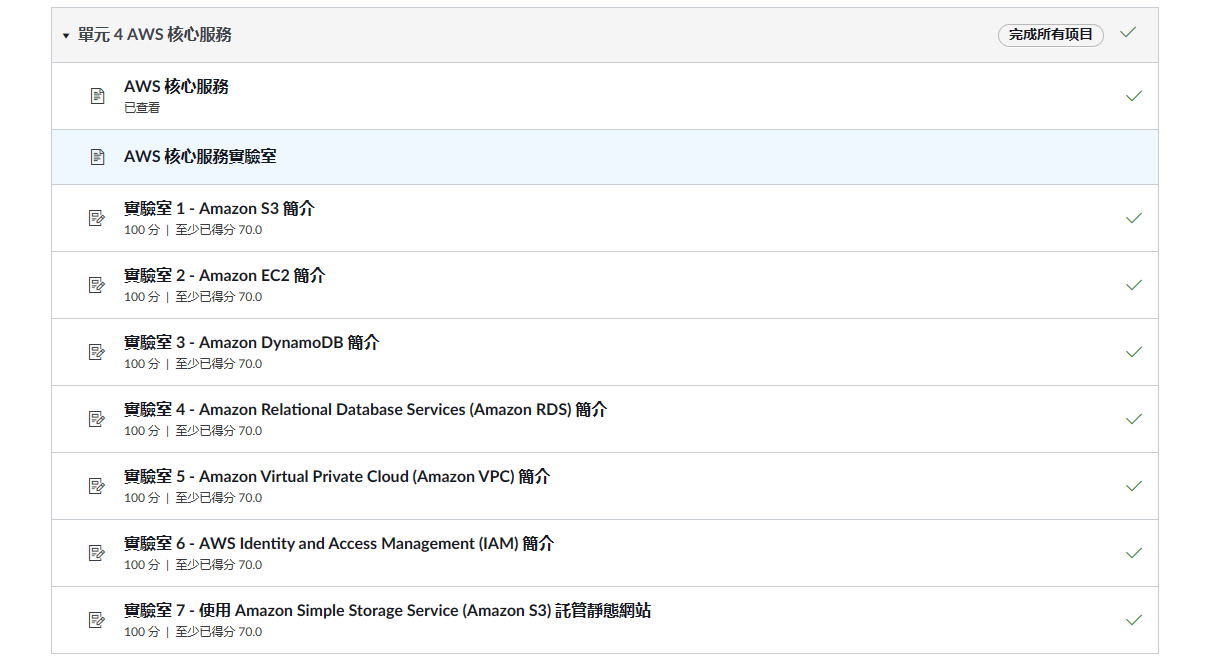 單元 4 AWS 核心服務
完成所有项目
AWS 核心服務
已查看
AWS 核心服務實驗室
實驗室 1 - Amazon S3 簡介
100 分 | 至少已得分 70.0
實驗室 2 - Amazon EC2 簡介
100 分 | 至少已得分 70.0
實驗室 3 - Amazon DynamoDB 簡介
100 分 | 至少已得分 70.0
實驗室 4 - Amazon Relational Database Services (Amazon RDS) 簡介
100 分 | 至少已得分 70.0
實驗室 5 - Amazon Virtual Private Cloud (Amazon VPC) 簡介
100 分 | 至少已得分 70.0
實驗室 6 - AWS Identity and Access Management (IAM) 簡介
100 分 | 至少已得分 70.0
實驗室 7 - 使用 Amazon Simple Storage Service (Amazon S3) 託管靜態網站
100 分 | 至少已得分 70.0